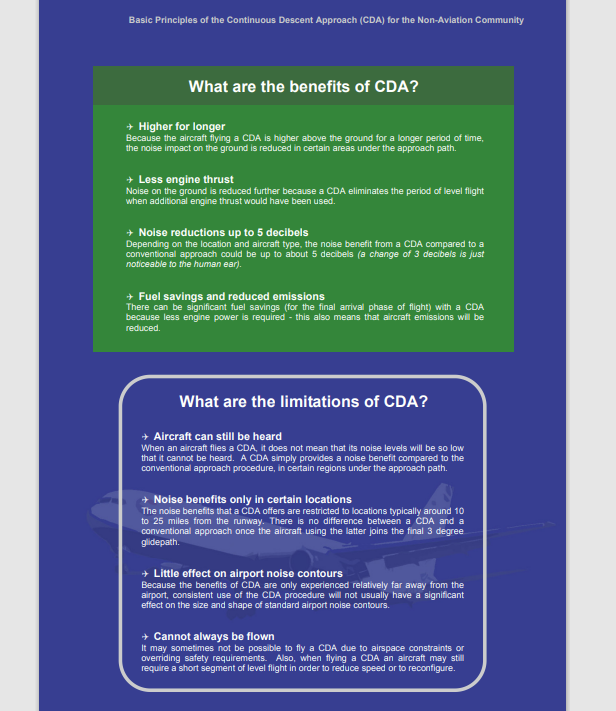 Basic Principles of the Continuous Descent Approach (CDA) for the Non-Aviation Community
What are the benefits of CDA?
✈ Higher for longer
Because the aircraft flying a CDA is higher above the ground for a longer period of time,
the noise impact on the ground is reduced in certain areas under the approach path.
✈ Less engine thrust
Noise on the ground is reduced further because a CDA eliminates the period of level flight
when additional engine thrust would have been used.
✈ Noise reductions up to 5 decibels
Depending on the location and aircraft type, the noise benefit from a CDA compared to a
conventional approach could be up to about 5 decibels (a change of 3 decibels is just
noticeable to the human ear).
✈ Fuel savings and reduced emissions
There can be significant fuel savings (for the final arrival phase of flight) with a CDA
because less engine power is required - this also means that aircraft emissions will be
reduced.
What are the limitations of CDA?
✈ Aircraft can still be heard
When an aircraft flies a CDA, it does not mean that its noise levels will be so low
that it cannot be heard. A CDA simply provides a noise benefit compared to the
conventional approach procedure, in certain regions under the approach path.
✈ Noise benefits only in certain locations
The noise benefits that a CDA offers are restricted to locations typically around 10
to 25 miles from the runway. There is no difference between a CDA and a
conventional approach once the aircraft using the latter joins the final 3 degree
glidepath.
✈ Little effect on airport noise contours
Because the benefits of CDA are only experienced relatively far away from the
airport, consistent use of the CDA procedure will not usually have a significant
effect on the size and shape of standard airport noise contours.
✈ Cannot always be flown
It may sometimes not be possible to fly a CDA due to airspace constraints or
overriding safety requirements. Also, when flying a CDA an aircraft may still
require a short segment of level flight in order to reduce speed or to reconfigure.